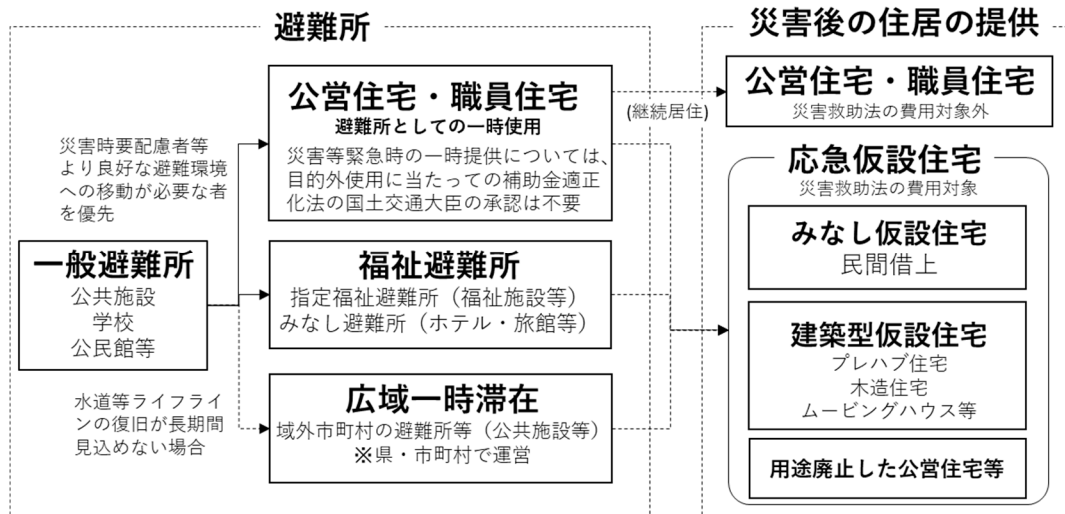 避難所
災害後の住居の提供
公営住宅・職員住宅
避難所としての一時使用
災害等緊急時の一時提供については、
目的外使用に当たっての補助金適正
化法の国土交通大臣の承認は不要
(継続居住)
公営住宅・職員住宅
災害救助法の費用対象外
災害時要配慮者等
より良好な避難環境
への移動が必要な者
を優先
一般避難所
公共施設
学校
公民館等
福祉避難所
指定福祉避難所（福祉施設等）
みなし避難所（ホテル・旅館等）
水道等ライフライ
ンの復旧が長期間
見込めない場合
広域一時滞在
域外市町村の避難所等（公共施設等）
※県・市町村で運営
応急仮設住宅
災害救助法の費用対象
みなし仮設住宅
民間借上
建築型仮設住宅
プレハブ住宅
木造住宅
ムービングハウス等
用途廃止した公営住宅等